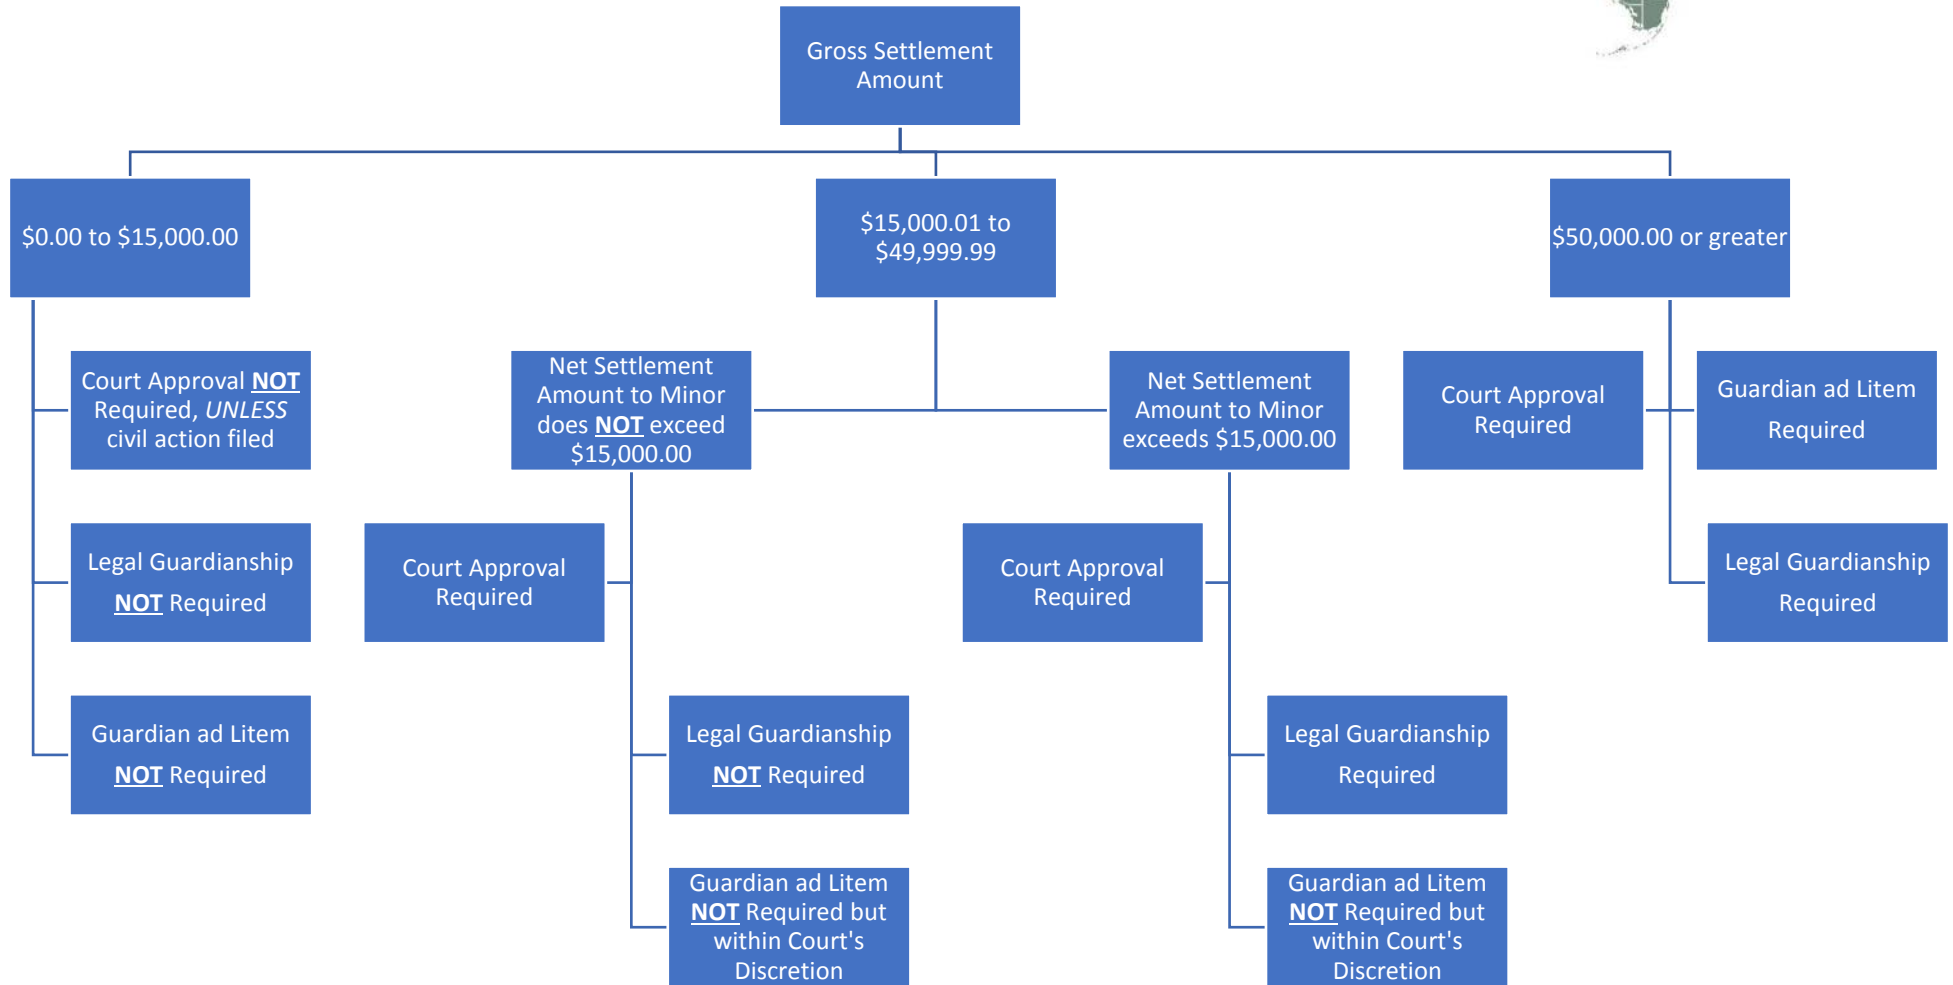 Gross Settlement
Amount
$0.00 to $15,000.00
$15,000.01 to
$49,999.99
$50,000.00 or greater
Court Approval NOT
Required, UNLESS
civil action filed
Legal Guardianship
NOT Required
Guardian ad Litem
NOT Required
Net Settlement
Amount to Minor
does NOT exceed
$15,000.00
Court Approval
Required
Legal Guardianship
NOT Required
Guardian ad Litem
NOT Required but
within Court's
Discretion
Net Settlement
Amount to Minor
exceeds $15,000.00
Court Approval
Required
Legal Guardianship
Required
Guardian ad Litem
NOT Required but
within Court's
Discretion
Court Approval
Required
Guardian ad Litem
Required
Legal Guardianship
Required